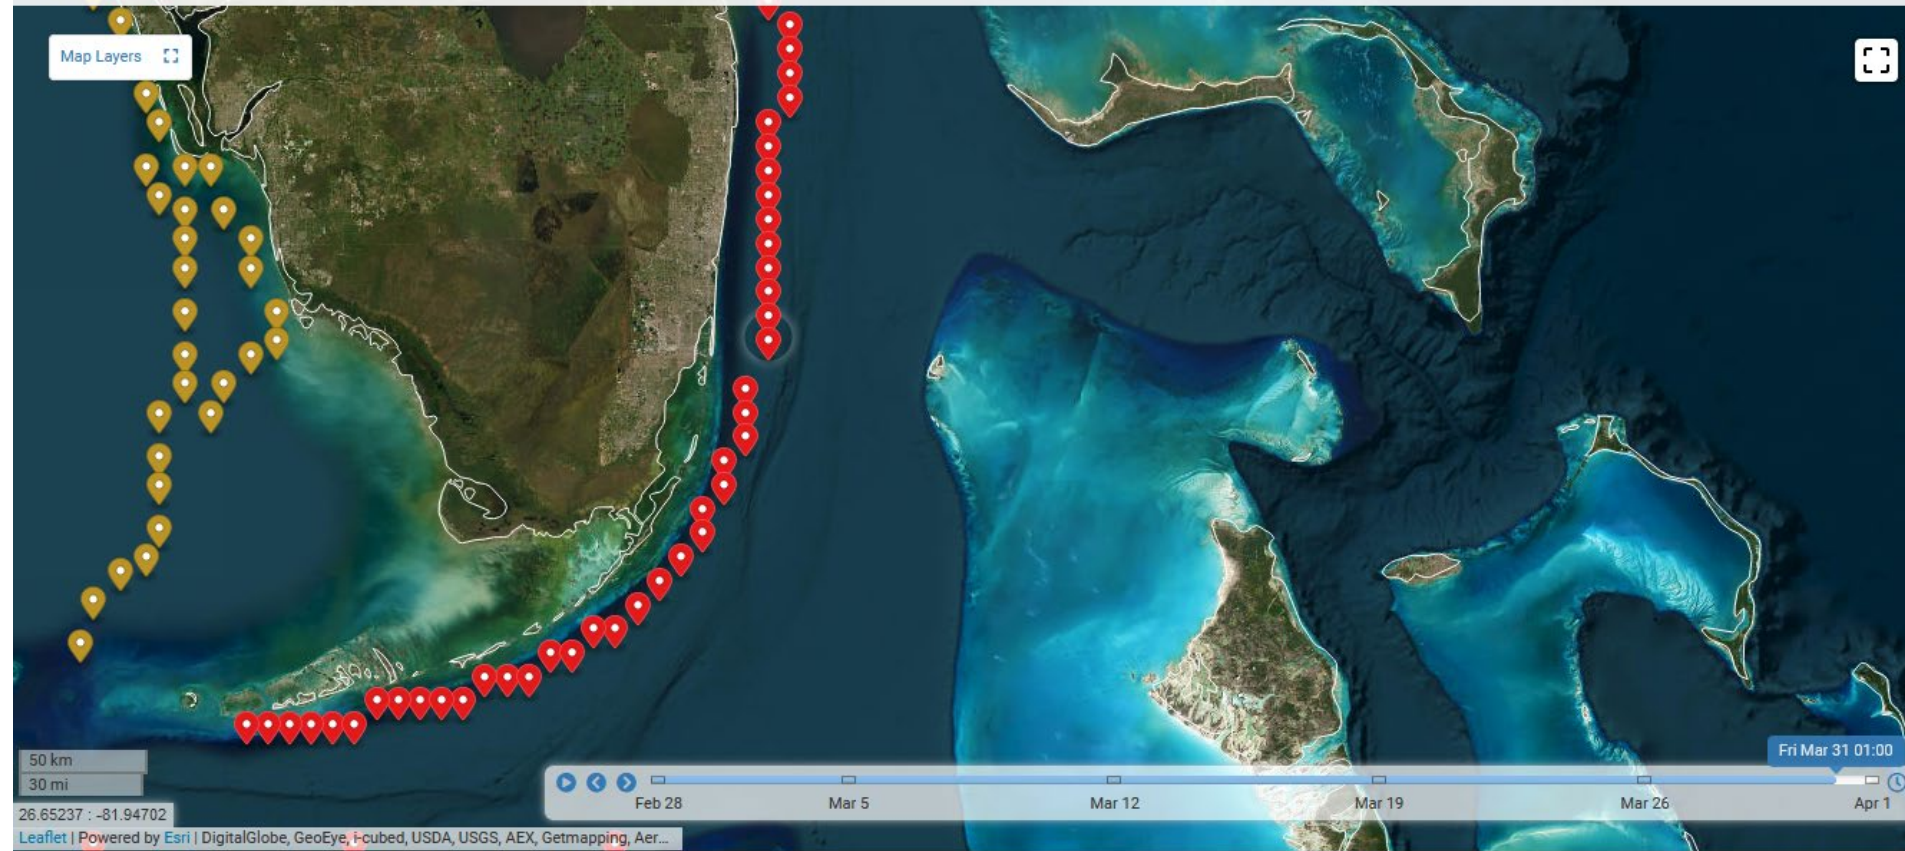 Map Layers
Fri Mar 31 01:00
50 km
30 mi
Feb 28
Mar 5
Mar 12
Mar 19
Mar 26
Apr 1
26.65237 : -81.94702
Leaflet | Powered by Esri | DigitalGlobe, GeoEye, i-cubed, USDA, USGS, AEX, Getmapping, Aer...